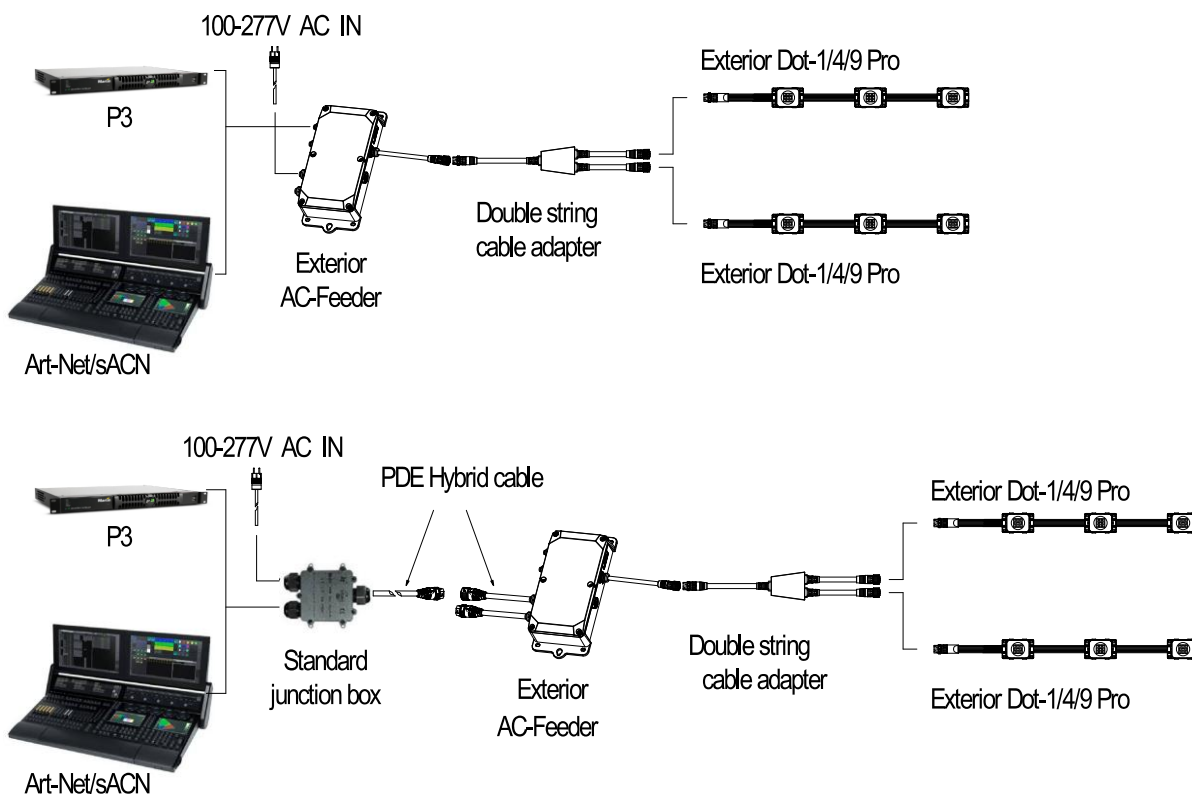 100-277V AC IN
P3
Art-Net/sACN
Exterior
AC-Feeder
Double string
cable adapter
Exterior Dot-1/4/9 Pro
Exterior Dot-1/4/9 Pro
100-277V AC IN
P3
Art-Net/sACN
Standard
junction box
PDE Hybrid cable
Exterior
AC-Feeder
Double string
cable adapter
Exterior Dot-1/4/9 Pro
Exterior Dot-1/4/9 Pro